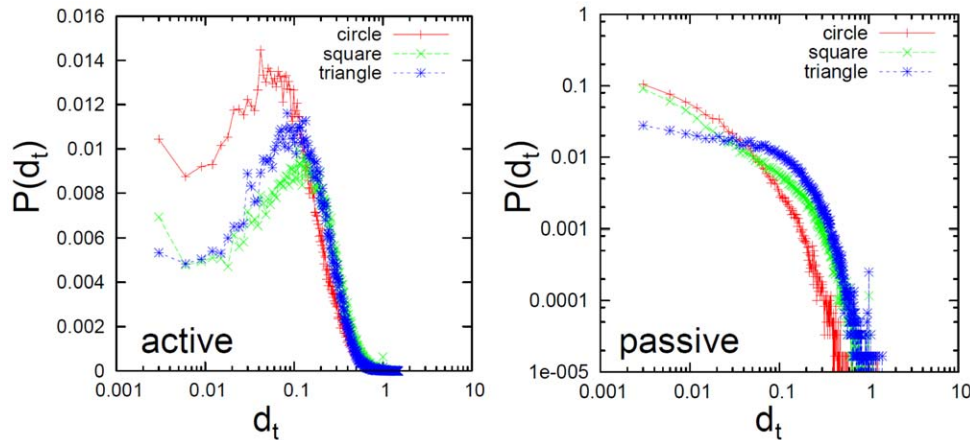 0.016
0.014
0.012
0.01
0.008
0.006
0.004
0.002
0
P(d_t)
circle
square
triangle
active
0.001
0.01
0.1
1
10
d_t
1
0.1
0.01
0.001
0.0001
1e-005
P(d_t)
circle
square
triangle
passive
0.001
0.01
0.1
1
10
d_t